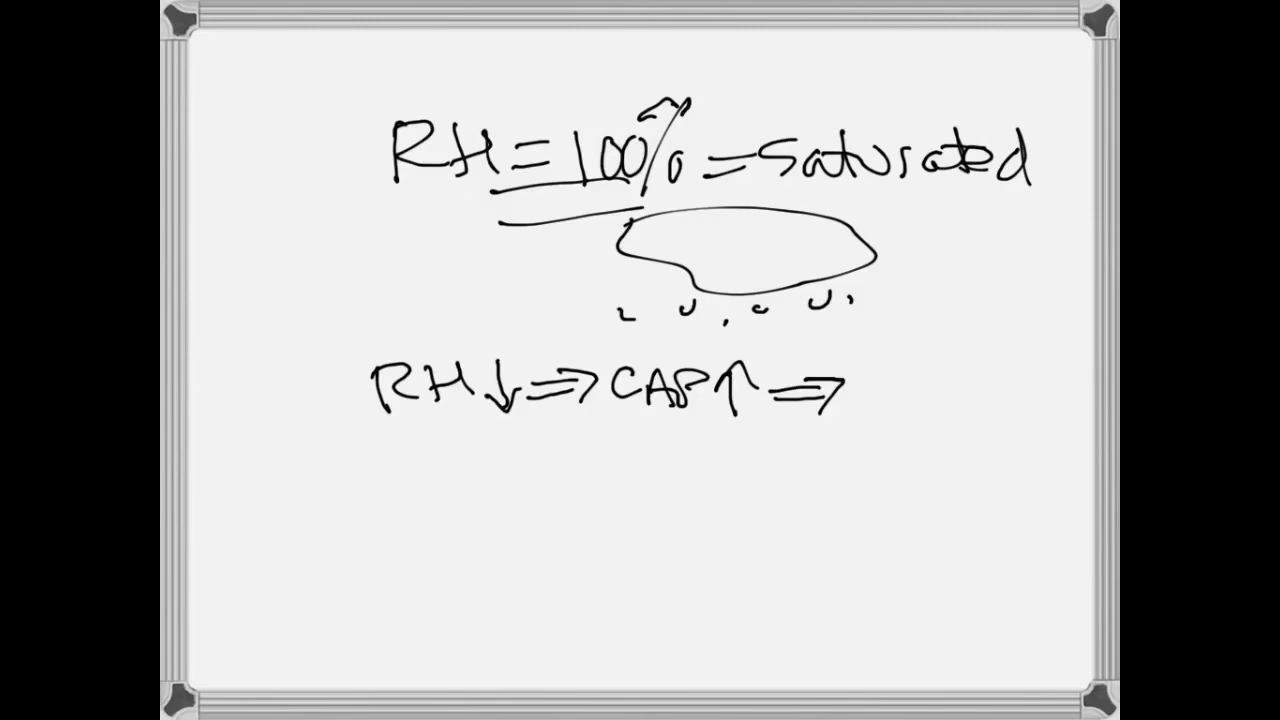 RH = 100% = Saturated
RH ↓ ⇒ CAP ↑ ⇒